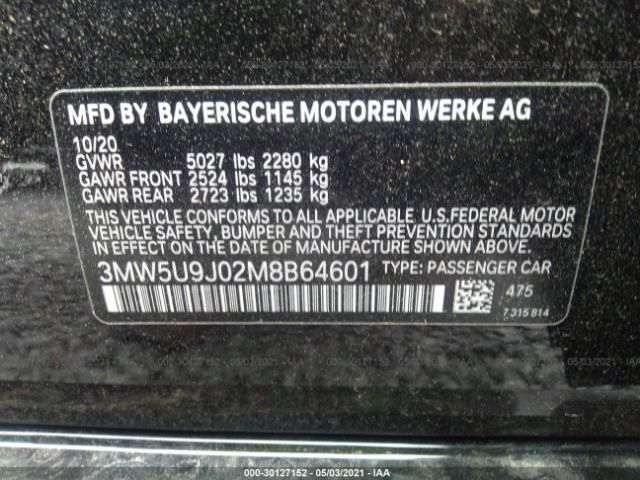 MFD BY BAYERISCHE MOTOREN WERKE AG
10/20
GVWR 5027 lbs 2280 kg
GAWR FRONT 2524 lbs 1145 kg
GAWR REAR 2723 lbs 1235 kg
THIS VEHICLE CONFORMS TO ALL APPLICABLE U.S.FEDERAL MOTOR
VEHICLE SAFETY, BUMPER AND THEFT PREVENTION STANDARDS
IN EFFECT ON THE DATE OF MANUFACTURE SHOWN ABOVE.
3MW5U9J02M8B64601 TYPE: PASSENGER CAR
475
7 315 814
000-30127152 - 05/03/2021 - IAA